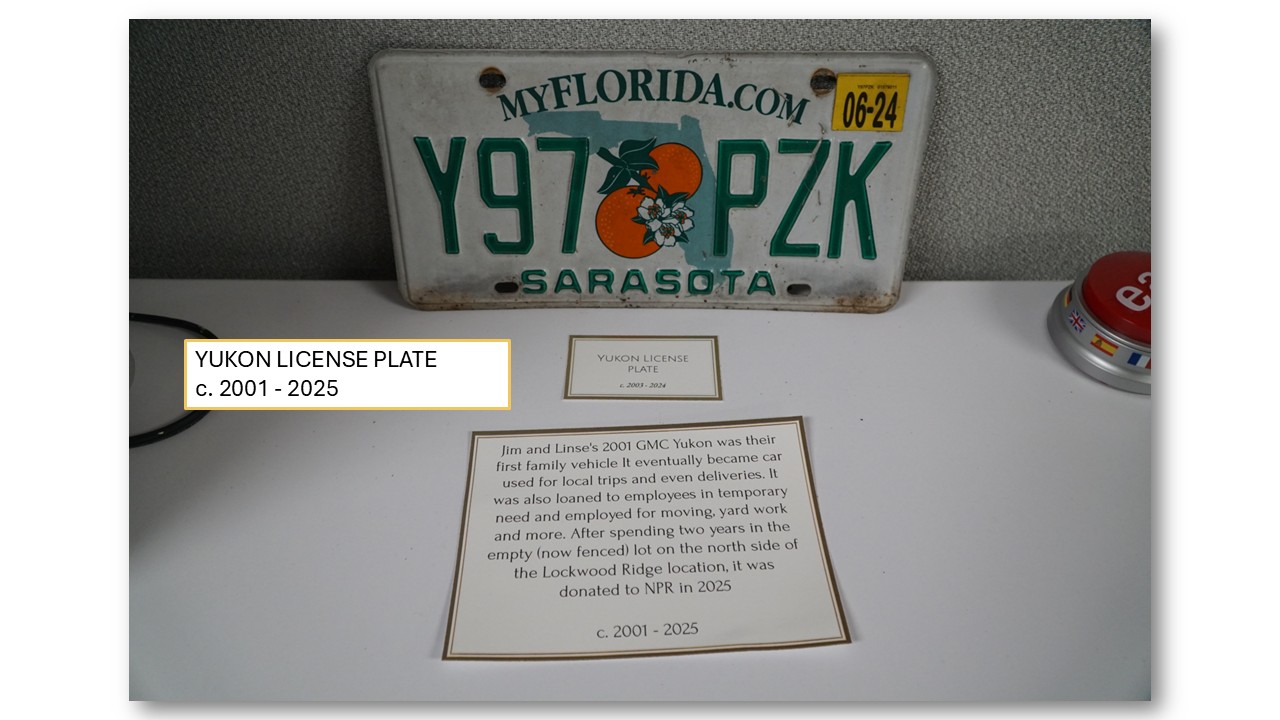 MYFLORIDA.COM
06-24
Y97 PZK
SARASOTA
YUKON LICENSE PLATE
c. 2001 - 2025
YUKON LICENSE
PLATE
c. 2003 - 2024
Jim and Linse's 2001 GMC Yukon was their
first family vehicle It eventually became car
used for local trips and even deliveries. It
was also loaned to employees in temporary
need and employed for moving, yard work
and more. After spending two years in the
empty (now fenced) lot on the north side of
the Lockwood Ridge location, it was
donated to NPR in 2025
c. 2001 - 2025